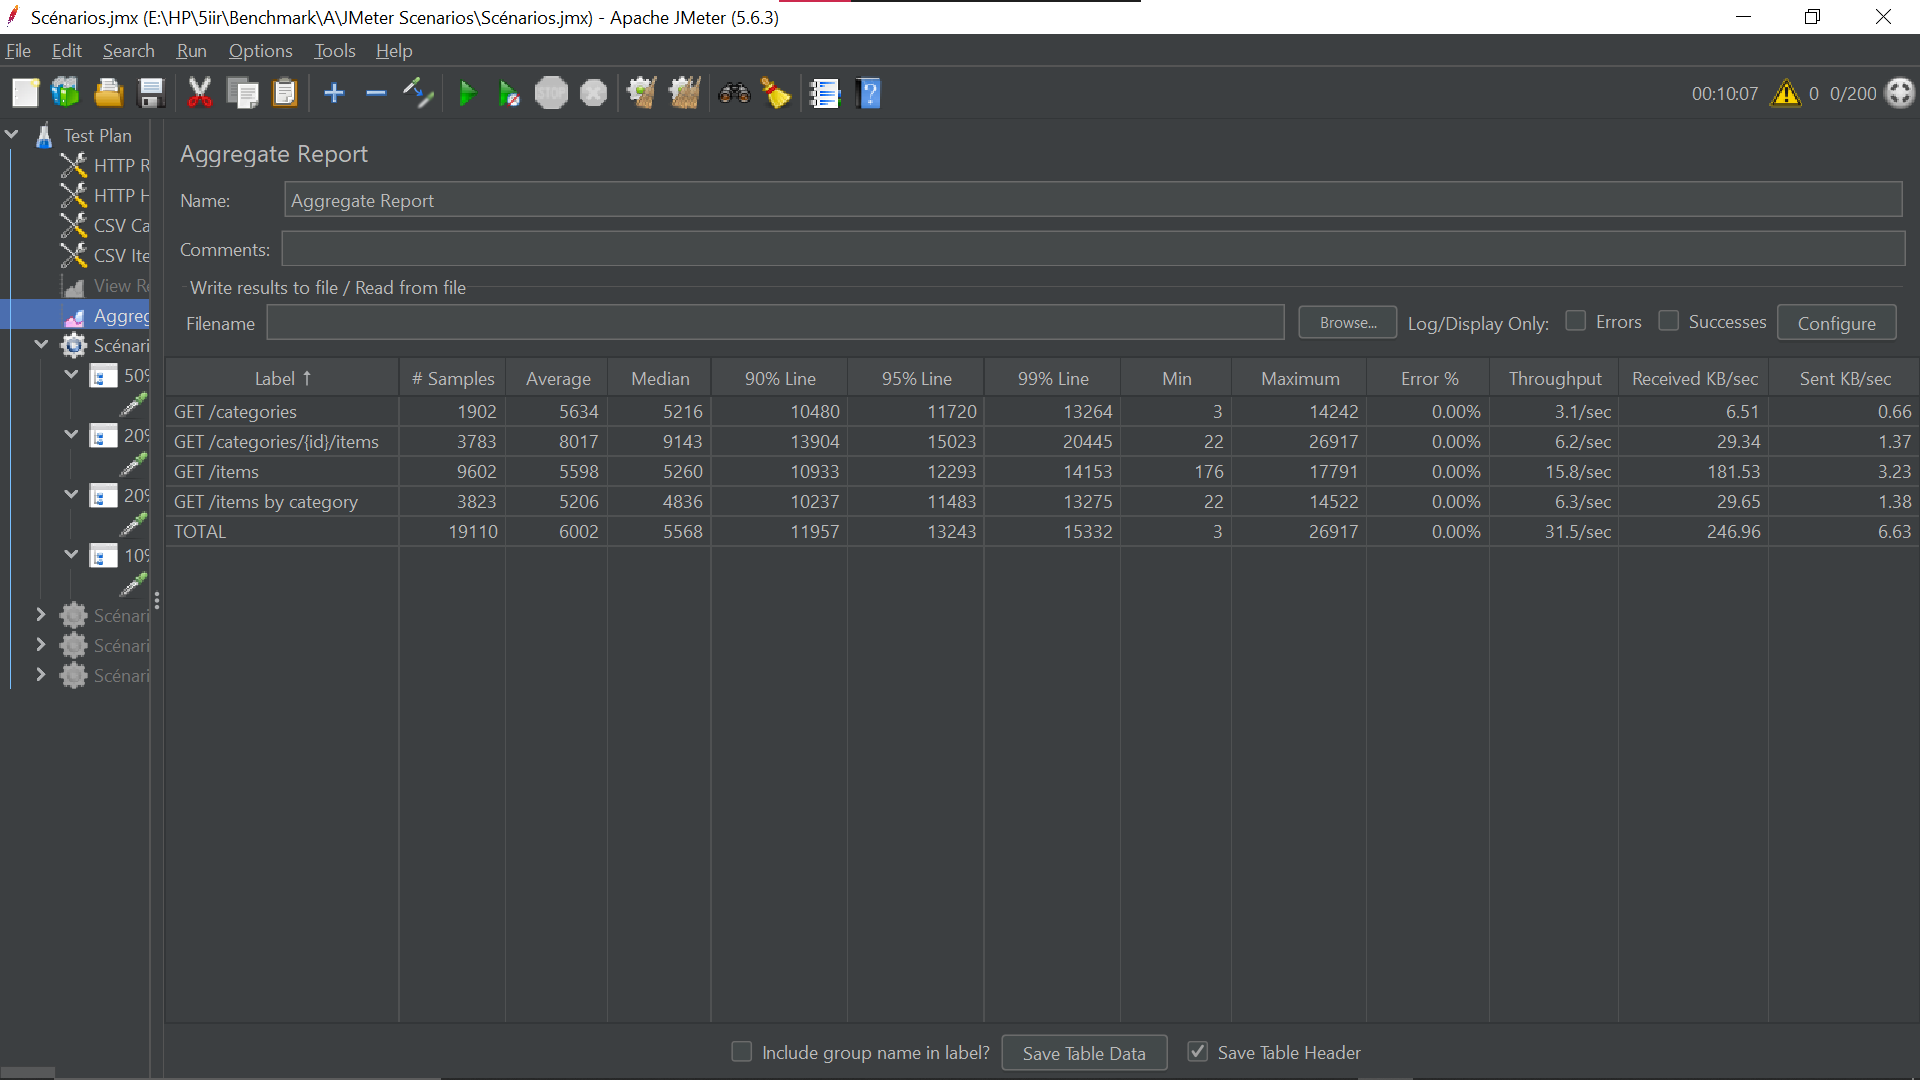 Scénarios.jmx (E:\HP\5iir\Benchmark\A\JMeter Scenarios\Scénarios.jmx) - Apache JMeter (5.6.3)
File Edit Search Run Options Tools Help
STOP 00:10:07 0 0/200
Test Plan
HTTP R
HTTP H
CSV Ca
CSV Ite
View Re
Aggreg
Scénari
50%
20%
20%
10%
Scénari
Scénari
Scénari
Aggregate Report
Name: Aggregate Report
Comments:
Write results to file / Read from file
Filename Browse... Log/Display Only: Errors Successes Configure
Label ↑ # Samples Average Median 90% Line 95% Line 99% Line Min Maximum Error % Throughput Received KB/sec Sent KB/sec
GET /categories 1902 5634 5216 10480 11720 13264 3 14242 0.00% 3.1/sec 6.51 0.66
GET /categories/{id}/items 3783 8017 9143 13904 15023 20445 22 26917 0.00% 6.2/sec 29.34 1.37
GET /items 9602 5598 5260 10933 12293 14153 176 17791 0.00% 15.8/sec 181.53 3.23
GET /items by category 3823 5206 4836 10237 11483 13275 22 14522 0.00% 6.3/sec 29.65 1.38
TOTAL 19110 6002 5568 11957 13243 15332 3 26917 0.00% 31.5/sec 246.96 6.63
Include group name in label? Save Table Data Save Table Header